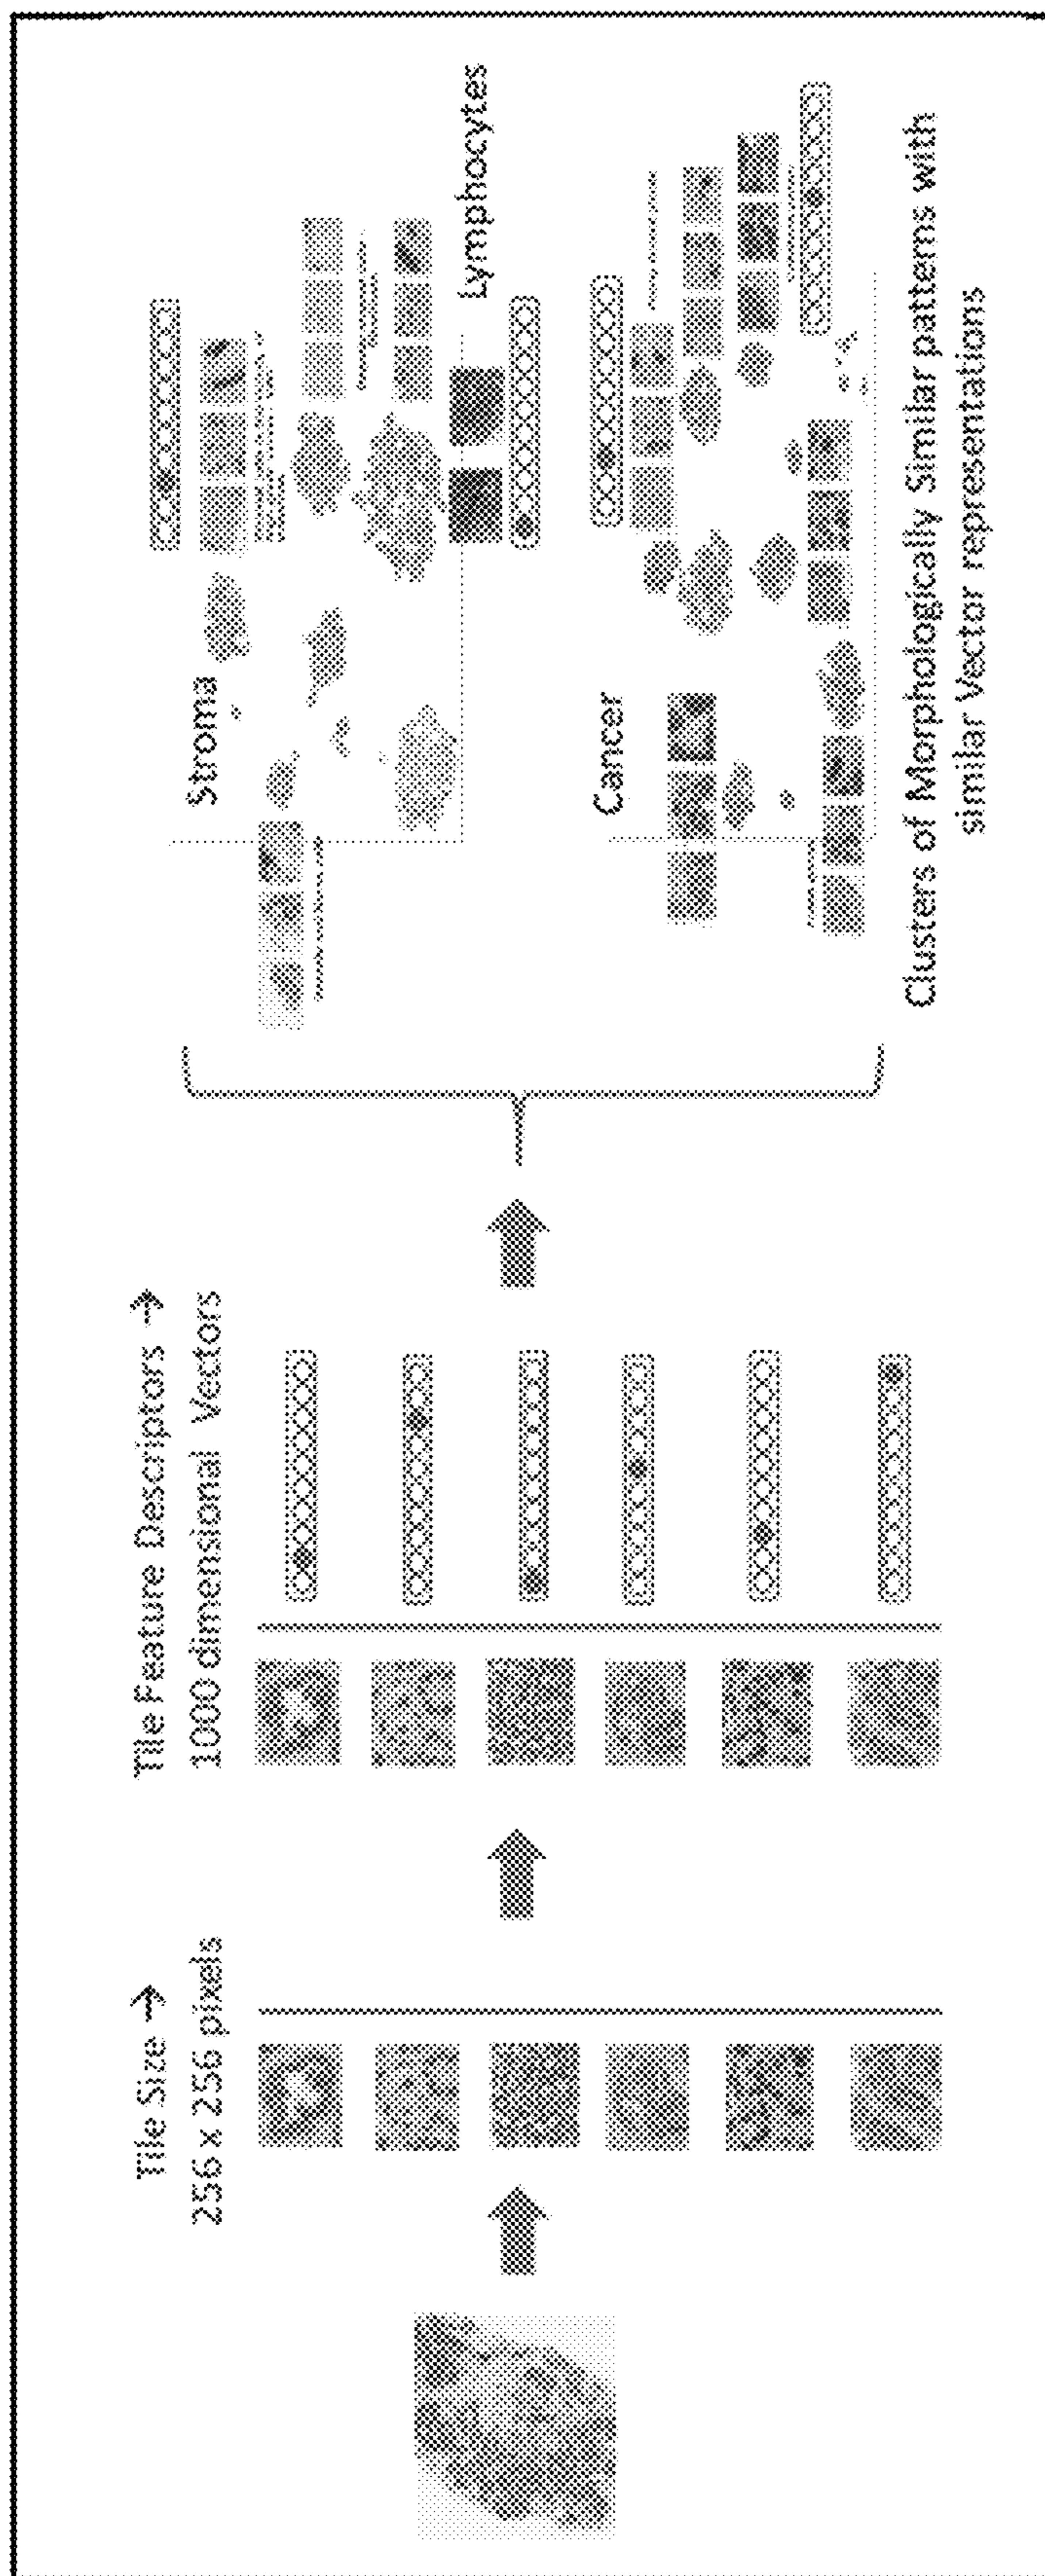 Tile Size →
256 x 256 pixels
Tile Feature Descriptors →
1000 dimensional Vectors
Stroma
Lymphocytes
Cancer
Clusters of Morphologically Similar patterns with
similar Vector representations